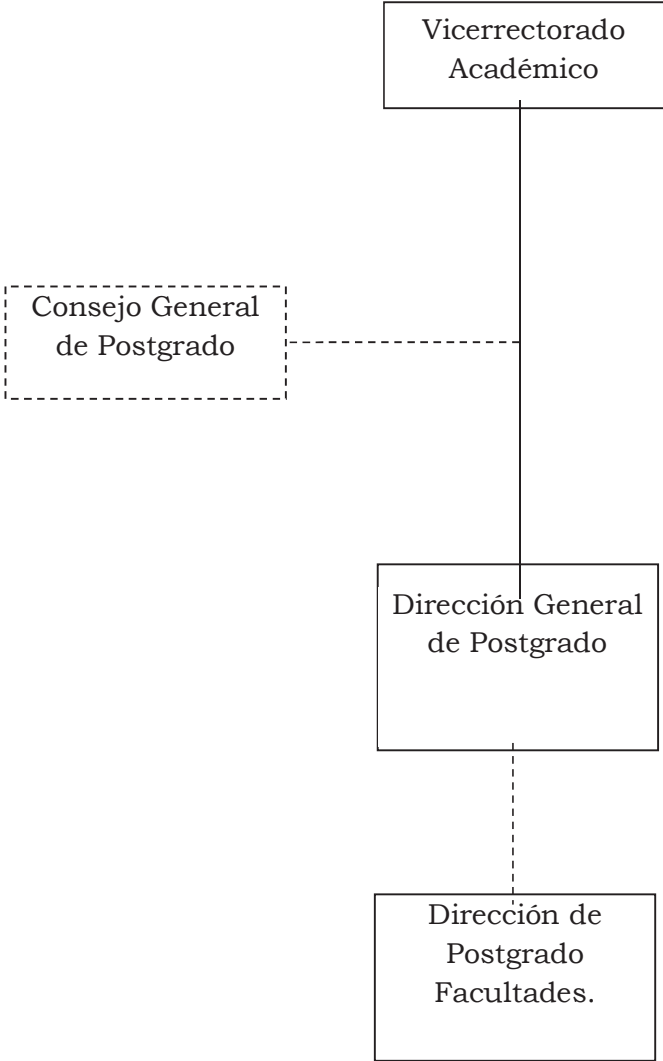 Vicerrectorado
Académico
Consejo General
de Postgrado
Dirección General
de Postgrado
Dirección de
Postgrado
Facultades.